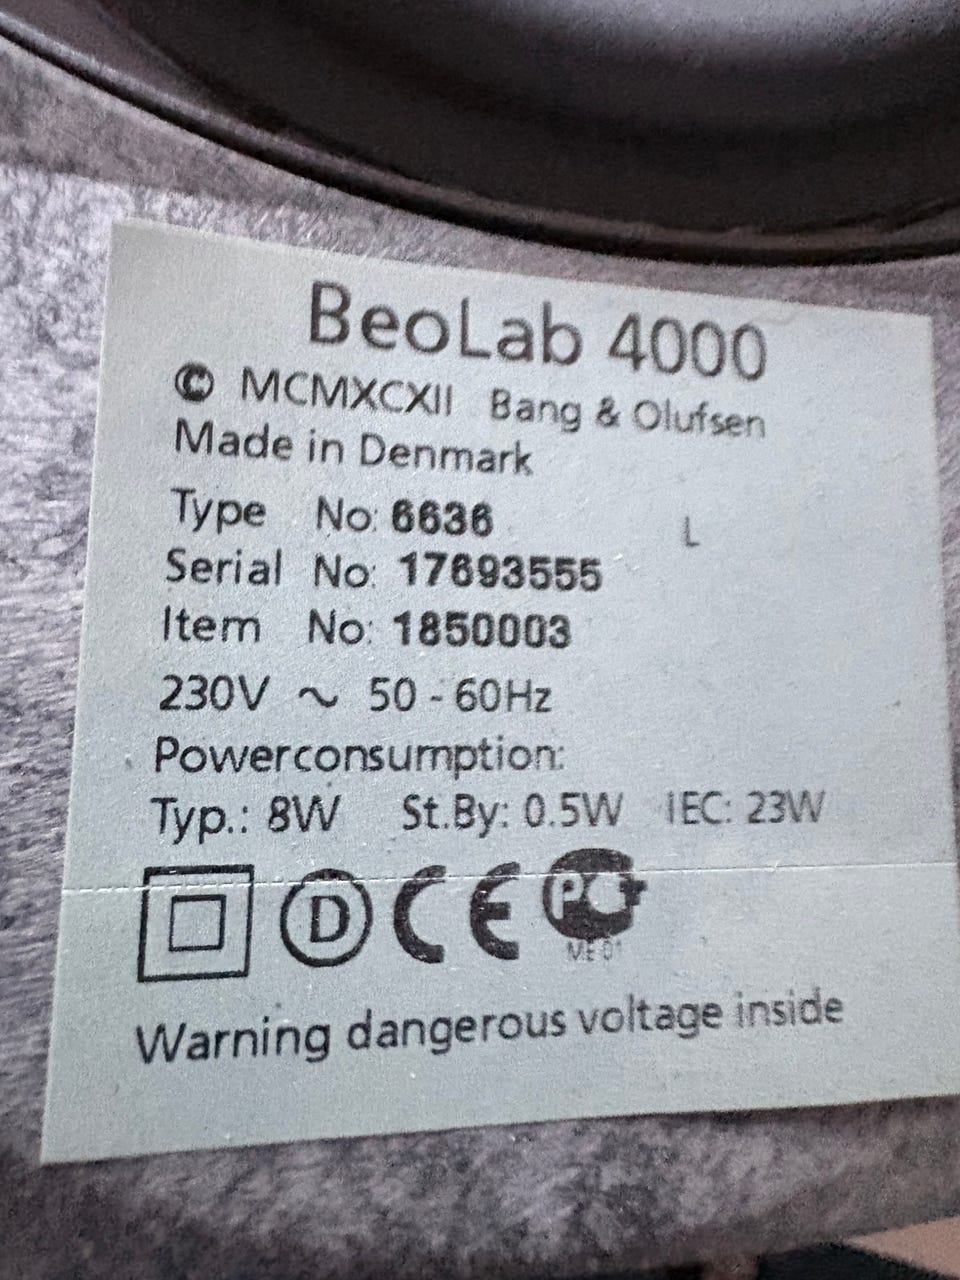 BeoLab 4000
© MCMXCXII Bang & Olufsen
Made in Denmark
Type No: 6636
L
Serial No: 17693555
Item No: 1850003
230V ~ 50 - 60Hz
Powerconsumption:
Typ.: 8W St.By: 0.5W IEC: 23W
D CE PC
ME 01
Warning dangerous voltage inside